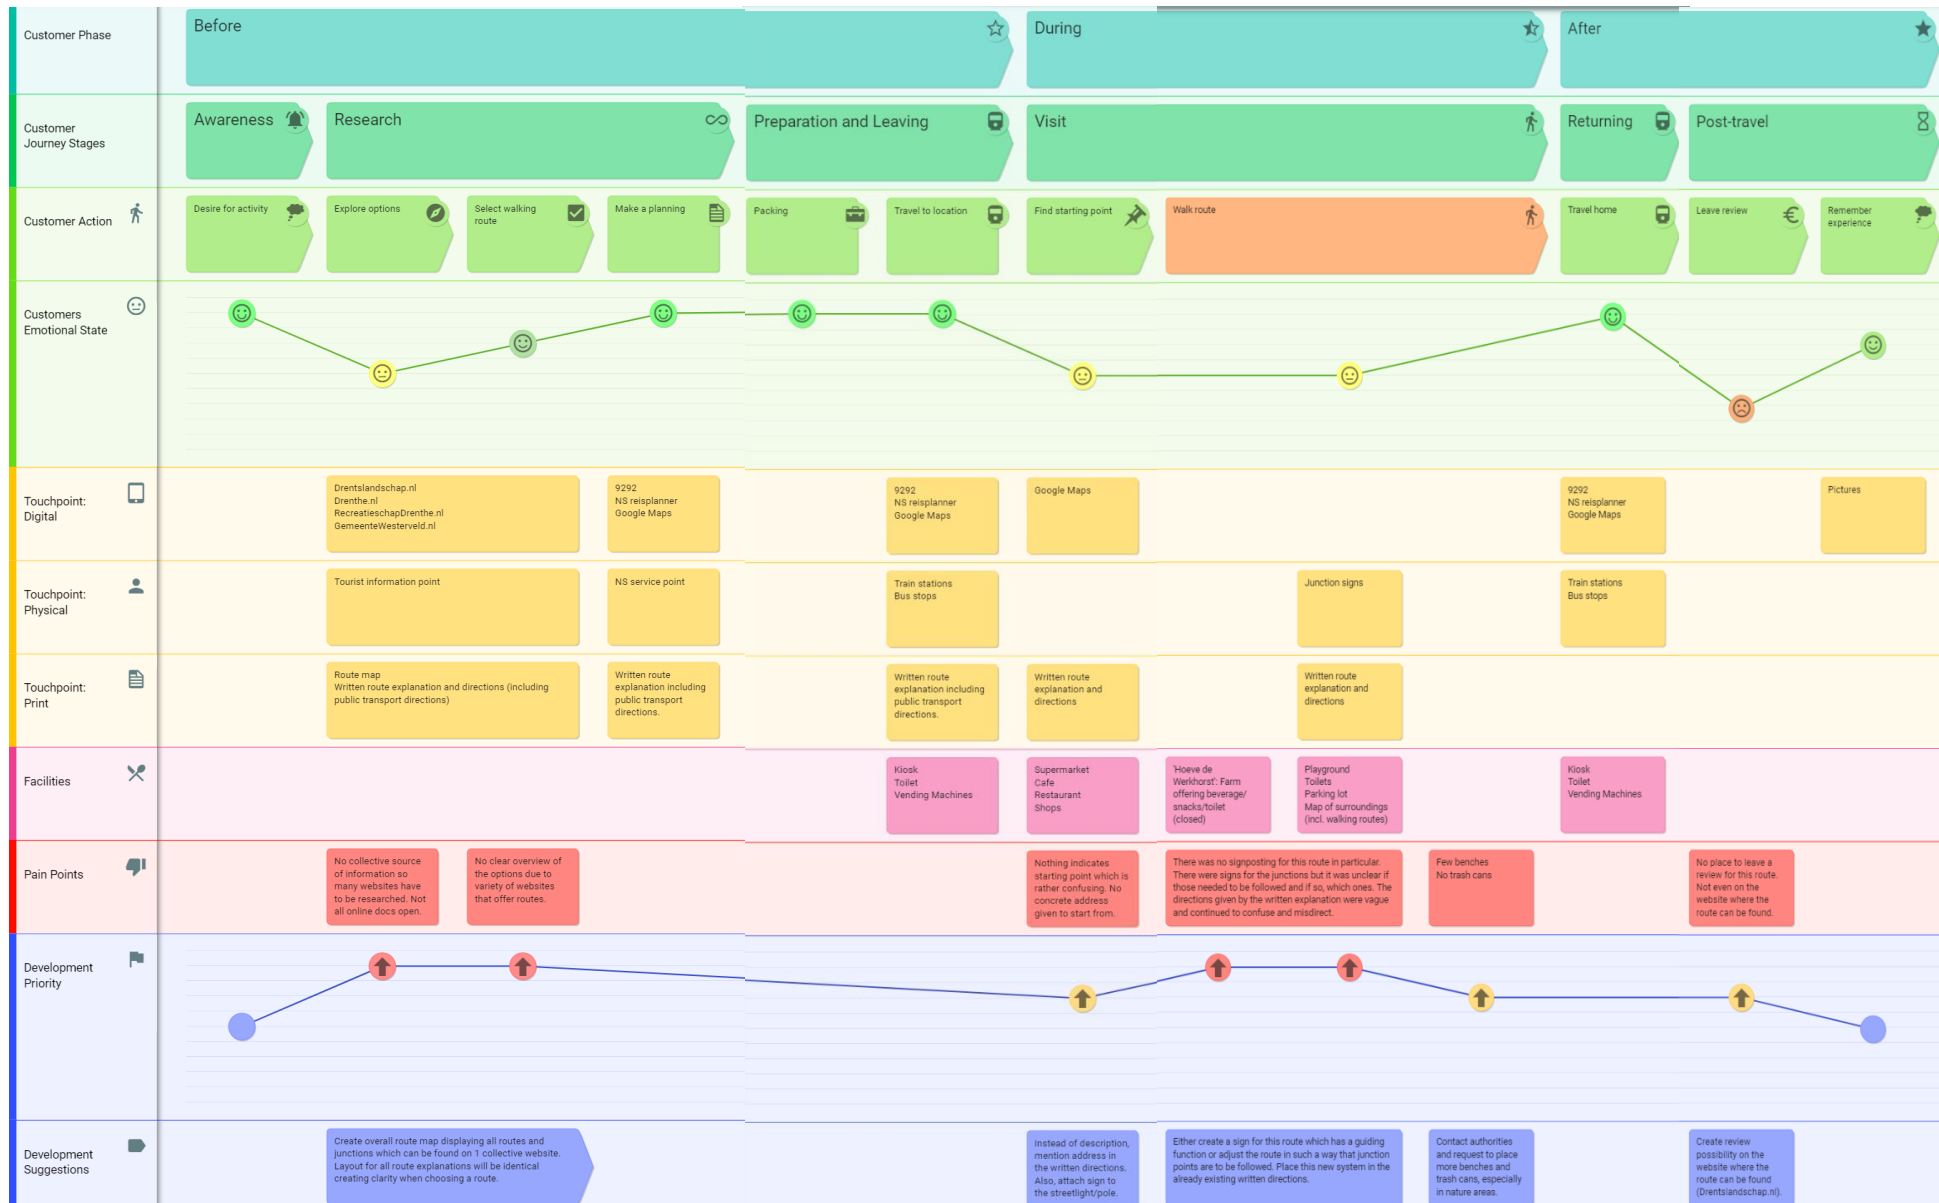 Customer Phase
Before
During
After
Customer
Journey Stages
Awareness
Research
Preparation and Leaving
Visit
Returning
Post-travel
Customer Action
Desire for activity
Explore options
Select walking
route
Make a planning
Packing
Travel to location
Find starting point
Walk route
Travel home
Leave review
Remember
experience
Customers
Emotional State
Touchpoint:
Digital
Drentslandschap.nl
Drenthe.nl
RecreatieschapDrenthe.nl
GemeenteWesterveld.nl
9292
NS reisplanner
Google Maps
9292
NS reisplanner
Google Maps
Google Maps
9292
NS reisplanner
Google Maps
Pictures
Touchpoint:
Physical
Tourist information point
NS service point
Train stations
Bus stops
Junction signs
Train stations
Bus stops
Touchpoint:
Print
Route map
Written route explanation and directions (including
public transport directions)
Written route
explanation including
public transport
directions.
Written route
explanation including
public transport
directions.
Written route
explanation and
directions
Written route
explanation and
directions
Facilities
Kiosk
Toilet
Vending Machines
Supermarket
Cafe
Restaurant
Shops
'Hoeve de
Werkhorst': Farm
offering beverage/
snacks/toilet
(closed)
Playground
Toilets
Parking lot
Map of surroundings
(incl. walking routes)
Kiosk
Toilet
Vending Machines
Pain Points
No collective source
of information so
many websites have
to be researched. Not
all online docs open.
No clear overview of
the options due to
variety of websites
that offer routes.
Nothing indicates
starting point which is
rather confusing. No
concrete address
given to start from.
There was no signposting for this route in particular.
There were signs for the junctions but it was unclear if
those needed to be followed and if so, which ones. The
directions given by the written explanation were vague
and continued to confuse and misdirect.
Few benches
No trash cans
No place to leave a
review for this route.
Not even on the
website where the
route can be found.
Development
Priority
Development
Suggestions
Create overall route map displaying all routes and
junctions which can be found on 1 collective website.
Layout for all route explanations will be identical
creating clarity when choosing a route.
Instead of description,
mention address in
the written directions.
Also, attach sign to
the streetlight/pole.
Either create a sign for this route which has a guiding
function or adjust the route in such a way that junction
points are to be followed. Place this new system in the
already existing written directions.
Contact authorities
and request to place
more benches and
trash cans, especially
in nature areas.
Create review
possibility on the
website where the
route can be found
(Drentslandschap.nl).